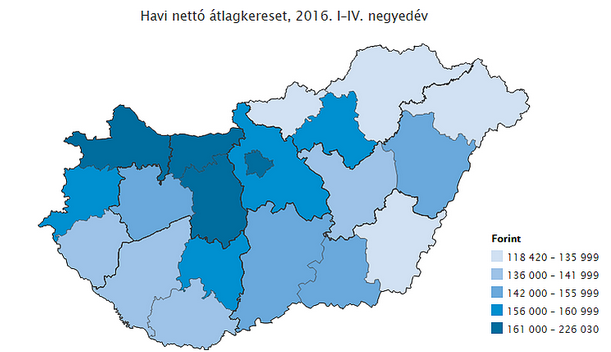 Havi nettó átlagkereset, 2016. I–IV. negyedév
Forint
118 420 – 135 999
136 000 – 141 999
142 000 – 155 999
156 000 – 160 999
161 000 – 226 030